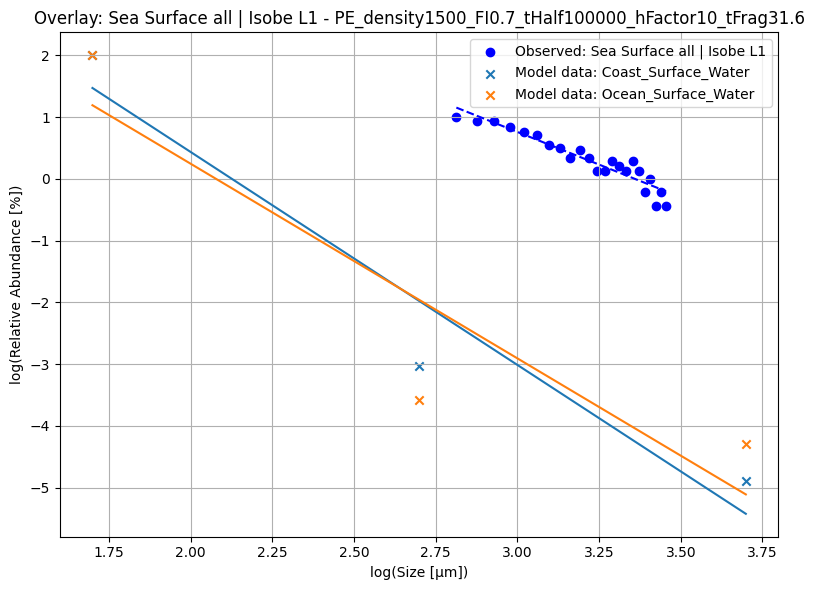 Overlay: Sea Surface all | Isobe L1 - PE_density1500_FI0.7_tHalf100000_hFactor10_tFrag31.6
Observed: Sea Surface all | Isobe L1
Model data: Coast_Surface_Water
Model data: Ocean_Surface_Water
log(Relative Abundance [%])
2
1
0
−1
−2
−3
−4
−5
1.75 2.00 2.25 2.50 2.75 3.00 3.25 3.50 3.75
log(Size [μm])